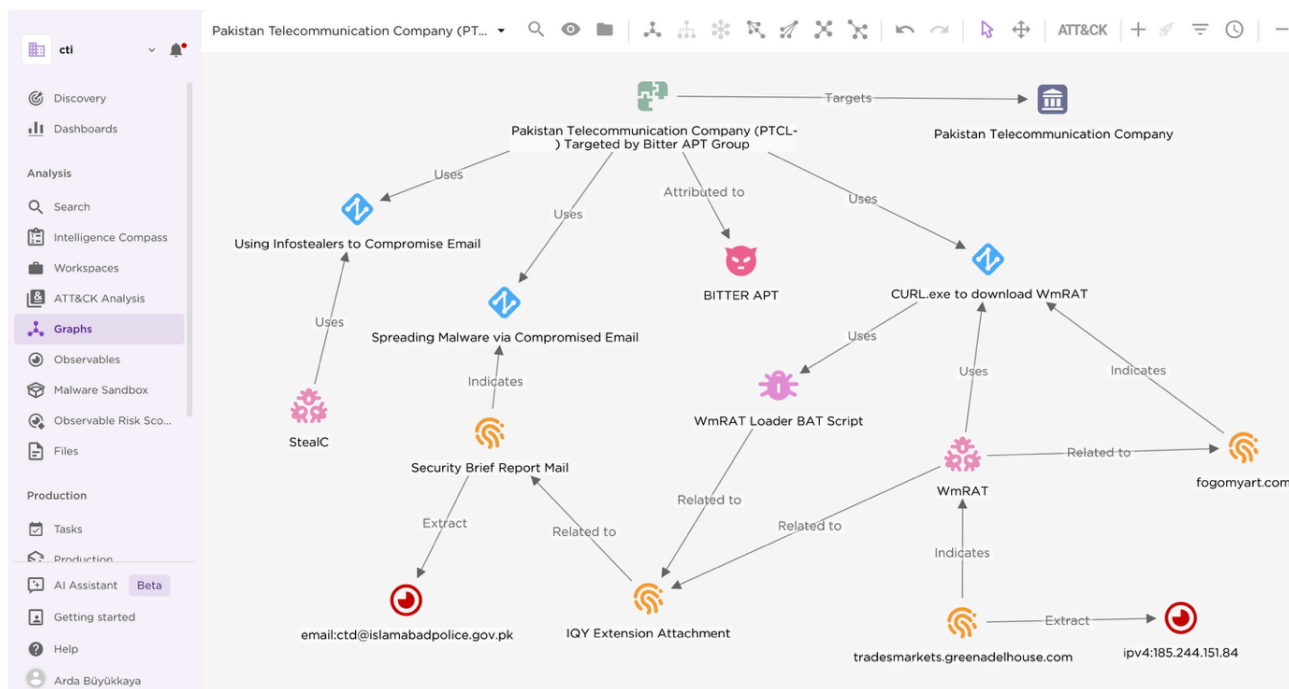 cti
Discovery
Dashboards
Analysis
Search
Intelligence Compass
Workspaces
ATT&CK Analysis
Graphs
Observables
Malware Sandbox
Observable Risk Sco...
Files
Production
Tasks
Production
AI Assistant Beta
Getting started
Help
Arda Büyükkaya
Pakistan Telecommunication Company (PT...
ATT&CK
Targets
Pakistan Telecommunication Company (PTCL-
) Targeted by Bitter APT Group
Pakistan Telecommunication Company
Uses
Attributed to
Uses
Uses
Using Infostealers to Compromise Email
BITTER APT
CURL.exe to download WmRAT
Uses
Spreading Malware via Compromised Email
Uses
Indicates
Uses
Indicates
StealC
WmRAT Loader BAT Script
Security Brief Report Mail
Related to
WmRAT
fogomyart.com
Extract
Related to
Related to
Related to
Indicates
email:ctd@islamabadpolice.gov.pk
IQY Extension Attachment
Extract
tradesmarkets.greenadelhouse.com
ipv4:185.244.151.84